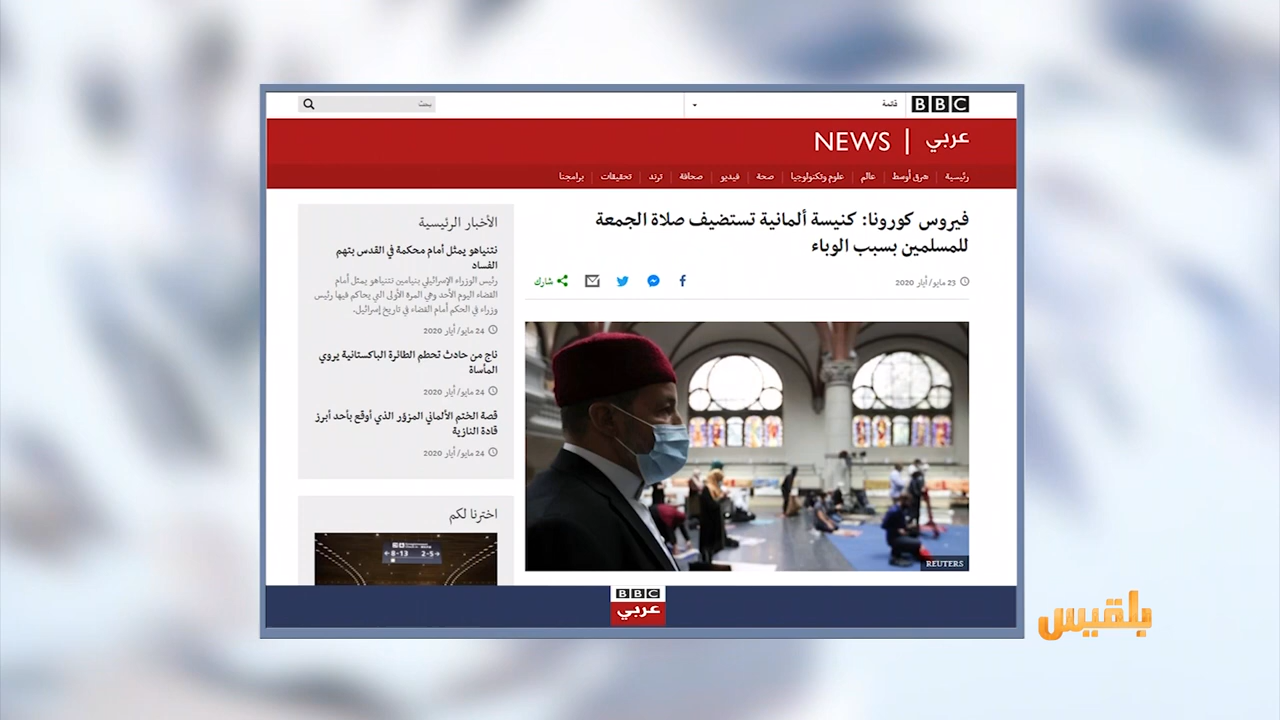 BBC
قائمة
بحث
عربي | NEWS
رئيسية
شرق أوسط
عالم
علوم وتكنولوجيا
صحة
فيديو
صحافة
ترند
تحقيقات
برامجنا
فيروس كورونا: كنيسة ألمانية تستضيف صلاة الجمعة
للمسلمين بسبب الوباء
23 مايو/ أيار 2020
شارك
REUTERS
الأخبار الرئيسية
نتنياهو يمثل أمام محكمة في القدس بتهم
الفساد
رئيس الوزراء الإسرائيلي بنيامين نتنياهو يمثل أمام
القضاء اليوم الأحد وهي المرة الأولى التي يحاكم فيها رئيس
وزراء في الحكم أمام القضاء في تاريخ إسرائيل.
24 مايو/ أيار 2020
ناج من حادث تحطم الطائرة الباكستانية يروي
المأساة
24 مايو/ أيار 2020
قصة الختم الألماني المزوّر الذي أوقع بأحد أبرز
قادة النازية
24 مايو/ أيار 2020
اخترنا لكم
8-13 2-5
BBC
عربي
بلقيس